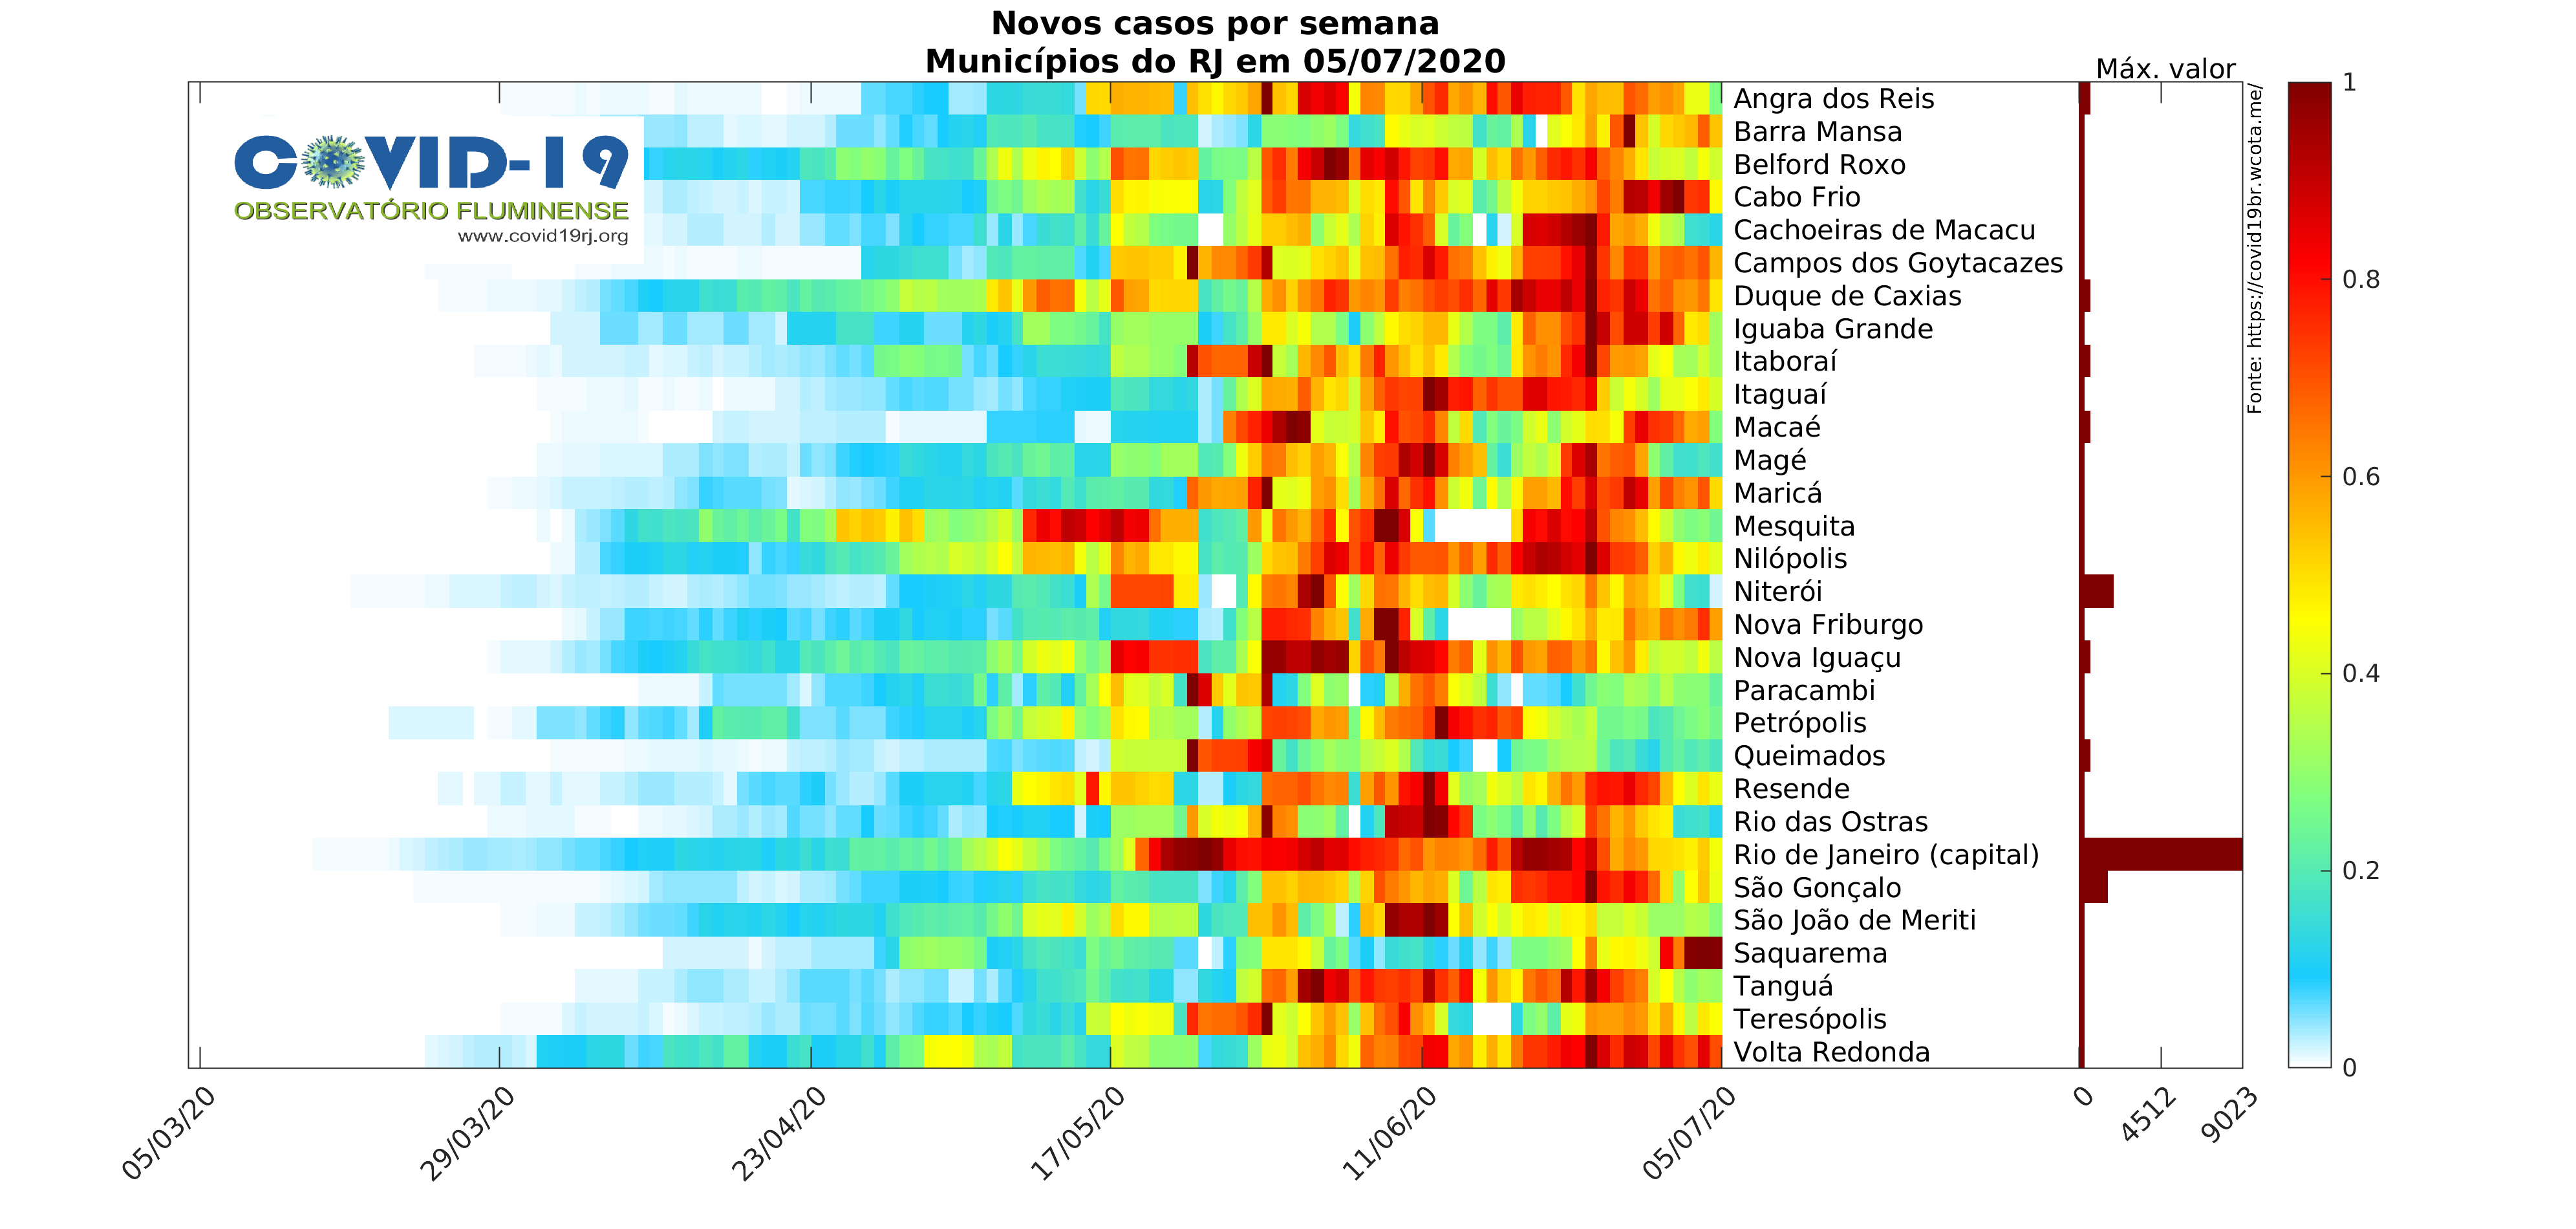 Novos casos por semana
Municípios do RJ em 05/07/2020
Máx. valor
COVID-19
OBSERVATÓRIO FLUMINENSE
www.covid19rj.org
Angra dos Reis
Barra Mansa
Belford Roxo
Cabo Frio
Cachoeiras de Macacu
Campos dos Goytacazes
Duque de Caxias
Iguaba Grande
Itaboraí
Itaguaí
Macaé
Magé
Maricá
Mesquita
Nilópolis
Niterói
Nova Friburgo
Nova Iguaçu
Paracambi
Petrópolis
Queimados
Resende
Rio das Ostras
Rio de Janeiro (capital)
São Gonçalo
São João de Meriti
Saquarema
Tanguá
Teresópolis
Volta Redonda
Fonte: https://covid19br.wcota.me/
1
0.8
0.6
0.4
0.2
0
05/03/20
29/03/20
23/04/20
17/05/20
11/06/20
05/07/20
0
4512
9023